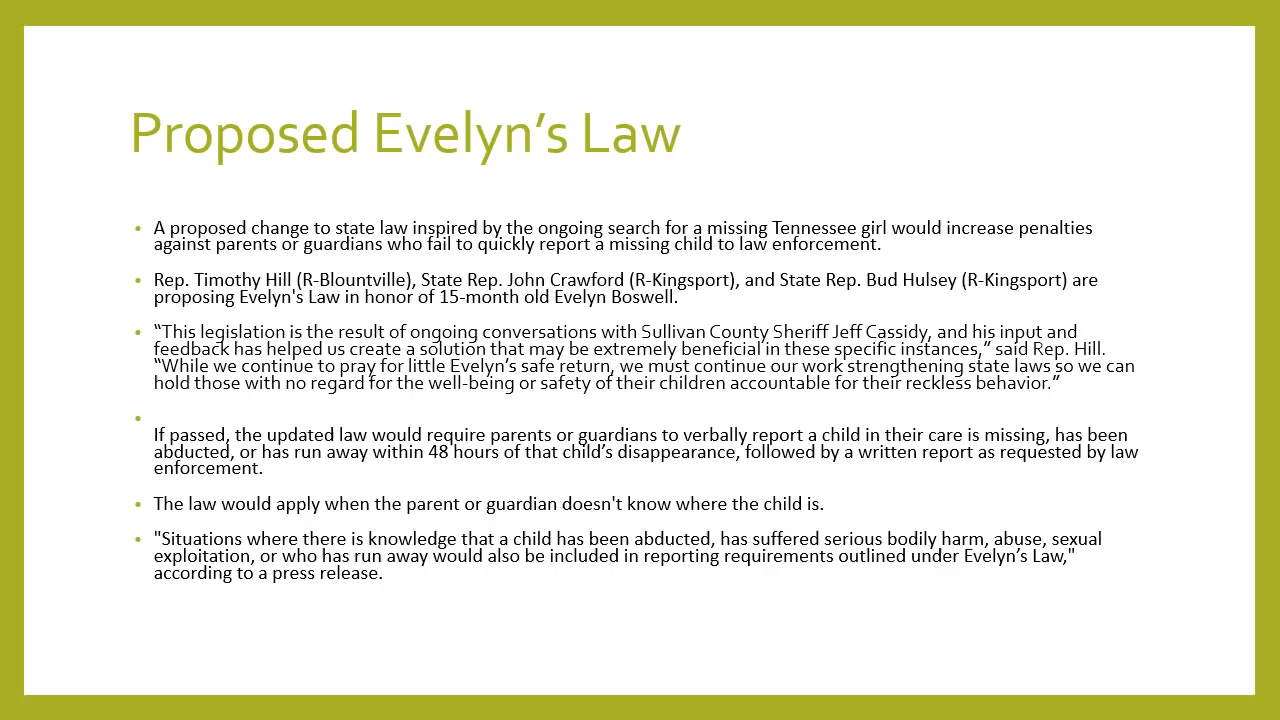 Proposed Evelyn’s Law
• A proposed change to state law inspired by the ongoing search for a missing Tennessee girl would increase penalties
against parents or guardians who fail to quickly report a missing child to law enforcement.
• Rep. Timothy Hill (R-Blountville), State Rep. John Crawford (R-Kingsport), and State Rep. Bud Hulsey (R-Kingsport) are
proposing Evelyn's Law in honor of 15-month old Evelyn Boswell.
• “This legislation is the result of ongoing conversations with Sullivan County Sheriff Jeff Cassidy, and his input and
feedback has helped us create a solution that may be extremely beneficial in these specific instances,” said Rep. Hill.
“While we continue to pray for little Evelyn’s safe return, we must continue our work strengthening state laws so we can
hold those with no regard for the well-being or safety of their children accountable for their reckless behavior.”
•
If passed, the updated law would require parents or guardians to verbally report a child in their care is missing, has been
abducted, or has run away within 48 hours of that child’s disappearance, followed by a written report as requested by law
enforcement.
• The law would apply when the parent or guardian doesn't know where the child is.
• "Situations where there is knowledge that a child has been abducted, has suffered serious bodily harm, abuse, sexual
exploitation, or who has run away would also be included in reporting requirements outlined under Evelyn’s Law,"
according to a press release.